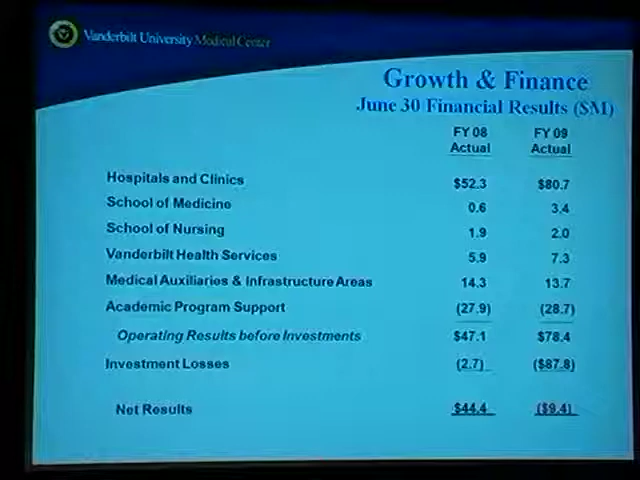 Vanderbilt University Medical Center
Growth & Finance
June 30 Financial Results ($M)
FY 08 FY 09
Actual Actual
Hospitals and Clinics $52.3 $80.7
School of Medicine 0.6 3.4
School of Nursing 1.9 2.0
Vanderbilt Health Services 5.9 7.3
Medical Auxiliaries & Infrastructure Areas 14.3 13.7
Academic Program Support (27.9) (28.7)
Operating Results before Investments $47.1 $78.4
Investment Losses (2.7) ($87.8)
Net Results $44.4 ($9.4)